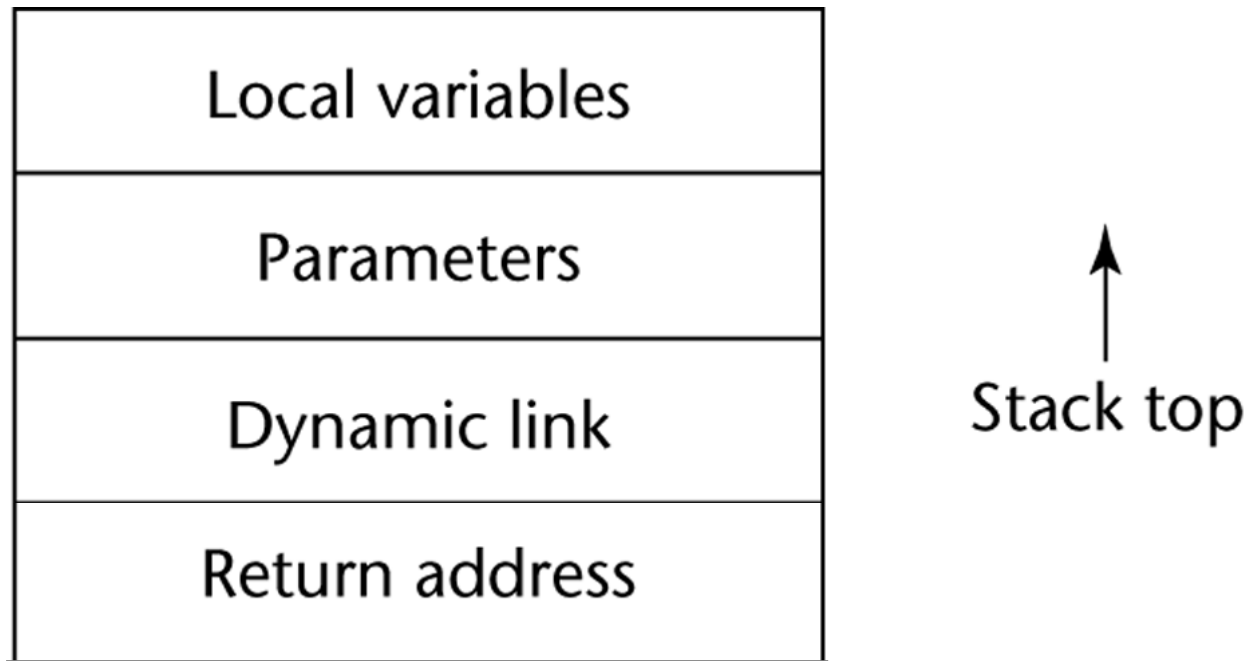 Local variables
Parameters
Dynamic link
Return address
Stack top